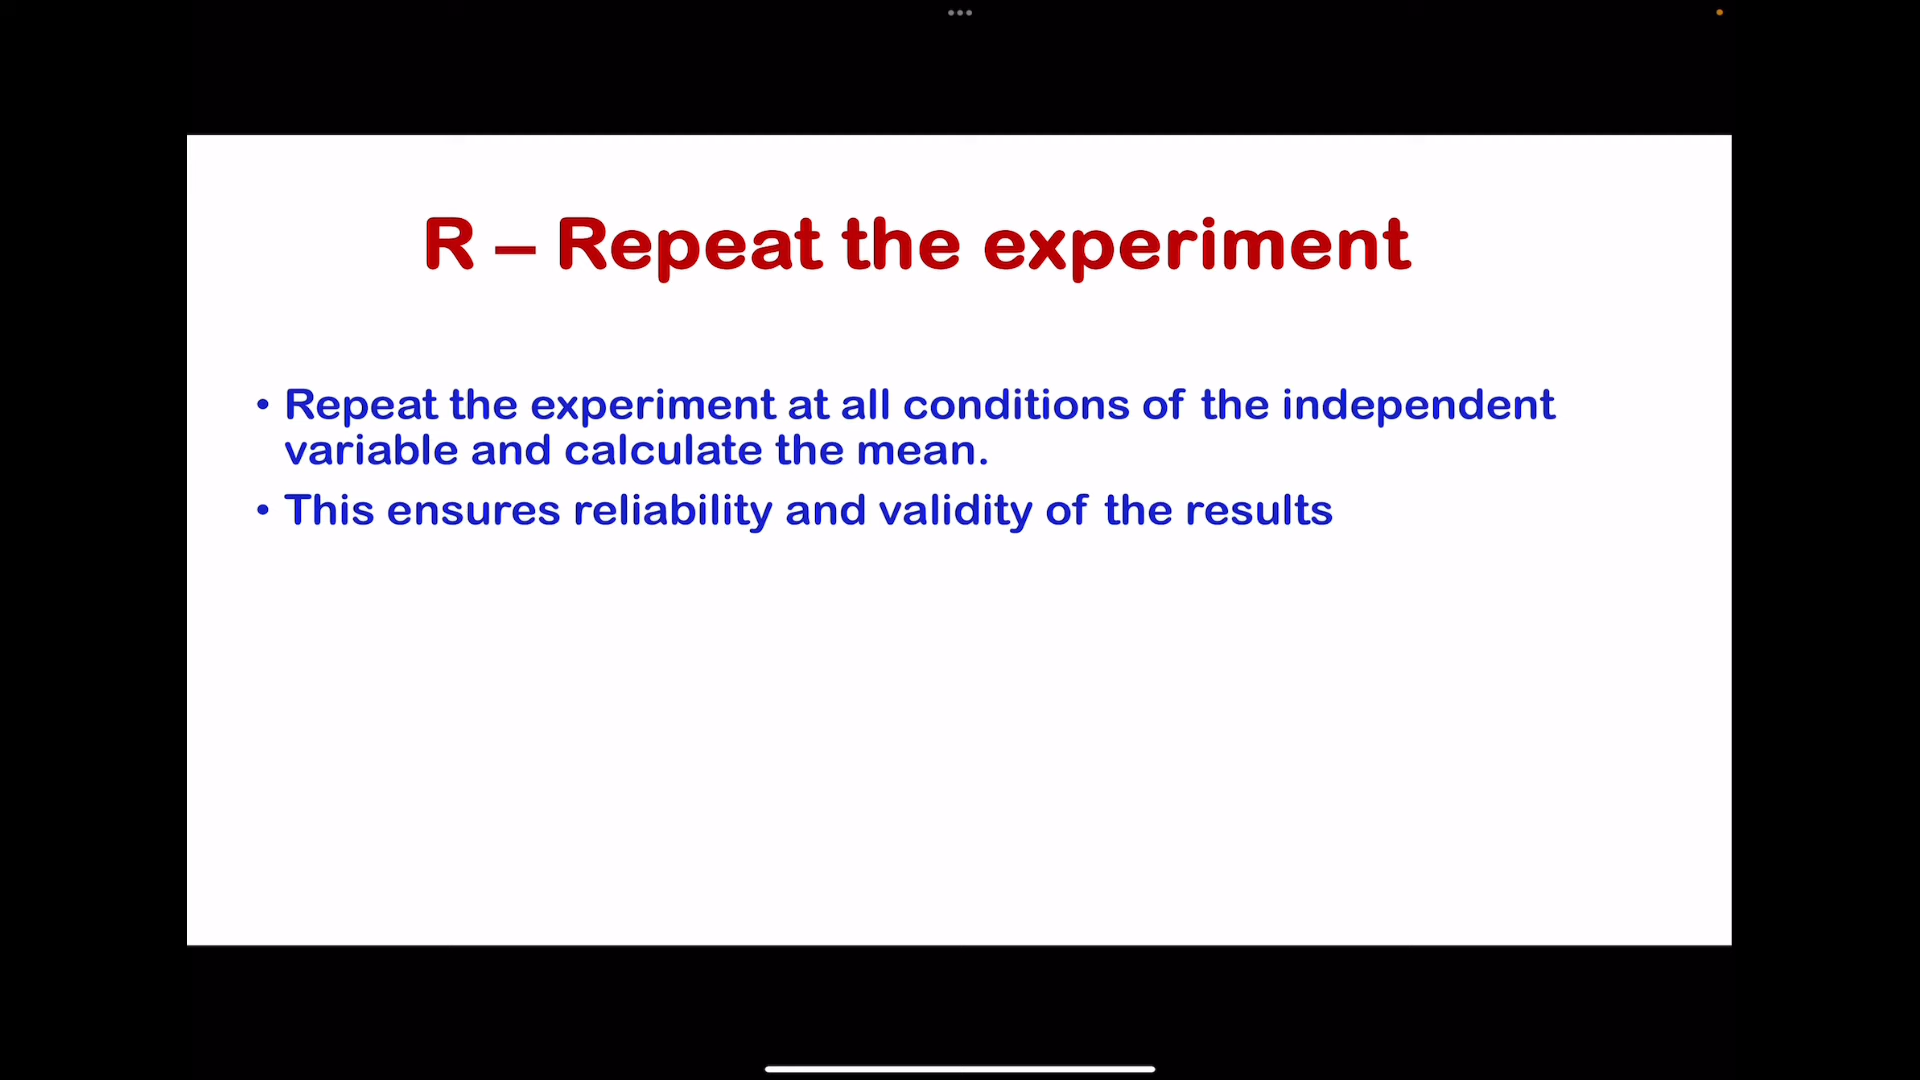 R – Repeat the experiment
• Repeat the experiment at all conditions of the independent
variable and calculate the mean.
• This ensures reliability and validity of the results